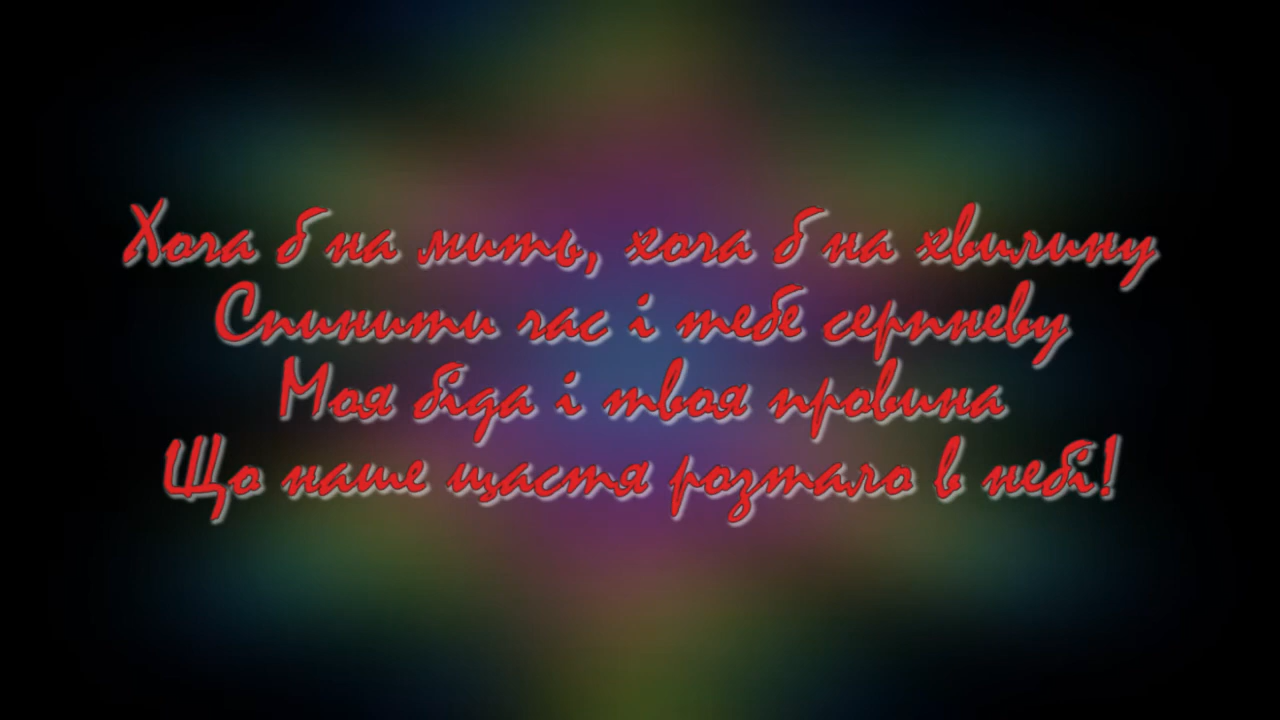 Хоча б на мить, хоча б на хвилину
Спинити час і тебе серпневу
Моя біда і твоя провина
Що наше щастя розтало в небі!